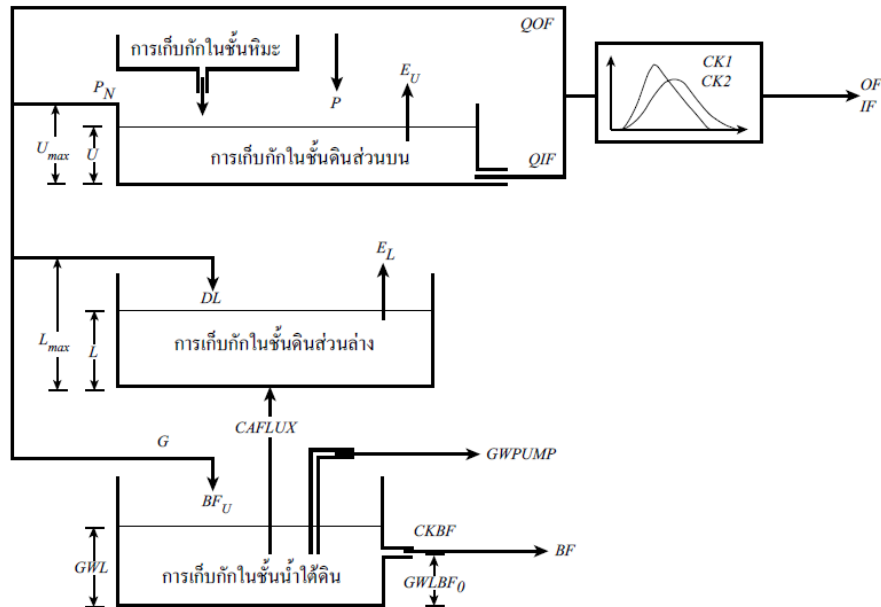 QOF
การเก็บกักในชั้นหิมะ
CK1
CK2
OF
IF
P_N
P
E_U
U_max
U
การเก็บกักในชั้นดินส่วนบน
QIF
E_L
DL
L_max
L
การเก็บกักในชั้นดินส่วนล่าง
CAFLUX
G
GWPUMP
BF_U
CKBF
BF
GWL
การเก็บกักในชั้นน้ำใต้ดิน
GWLBF_0